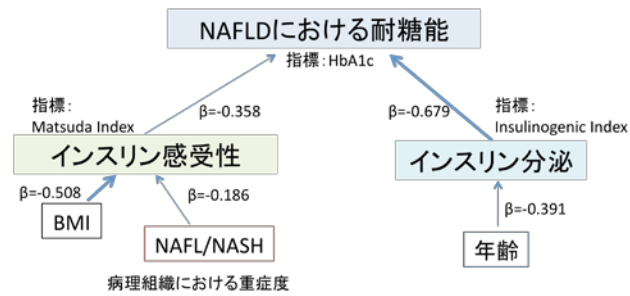 NAFLDにおける耐糖能
指標：HbA1c
指標：
Matsuda Index
β=-0.358
β=-0.679
指標：
Insulinogenic Index
インスリン感受性
インスリン分泌
β=-0.508
β=-0.186
β=-0.391
BMI
NAFL/NASH
年齢
病理組織における重症度